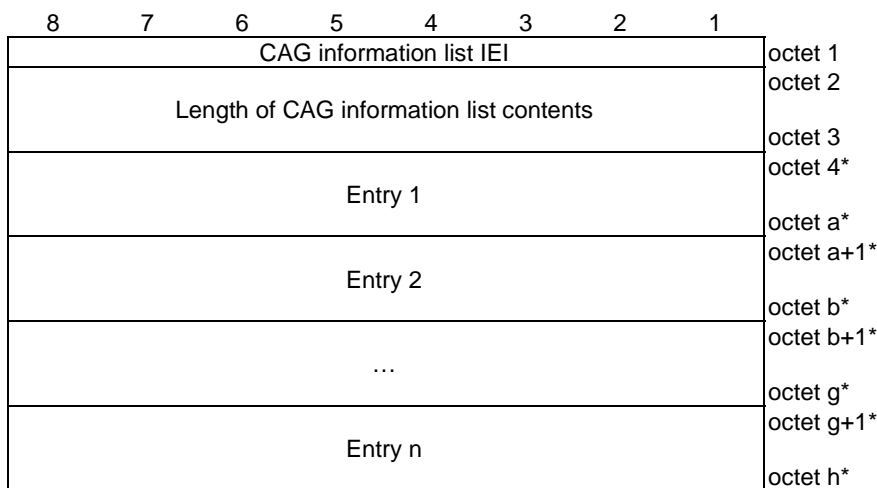 8 7 6 5 4 3 2 1
CAG information list IEI octet 1
octet 2
Length of CAG information list contents
octet 3
octet 4*
Entry 1
octet a*
octet a+1*
Entry 2
octet b*
octet b+1*
…
octet g*
octet g+1*
Entry n
octet h*